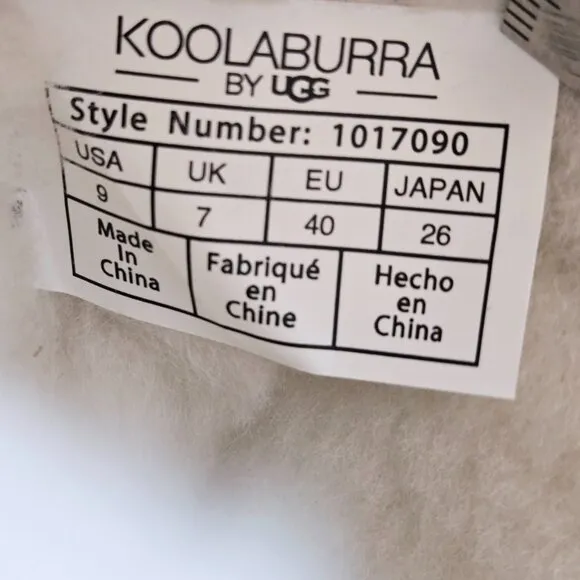 KOOLABURRA
BY UGG
Style Number: 1017090
USA UK EU JAPAN
9 7 40 26
Made
In
China
Fabriqué
en
Chine
Hecho
en
China